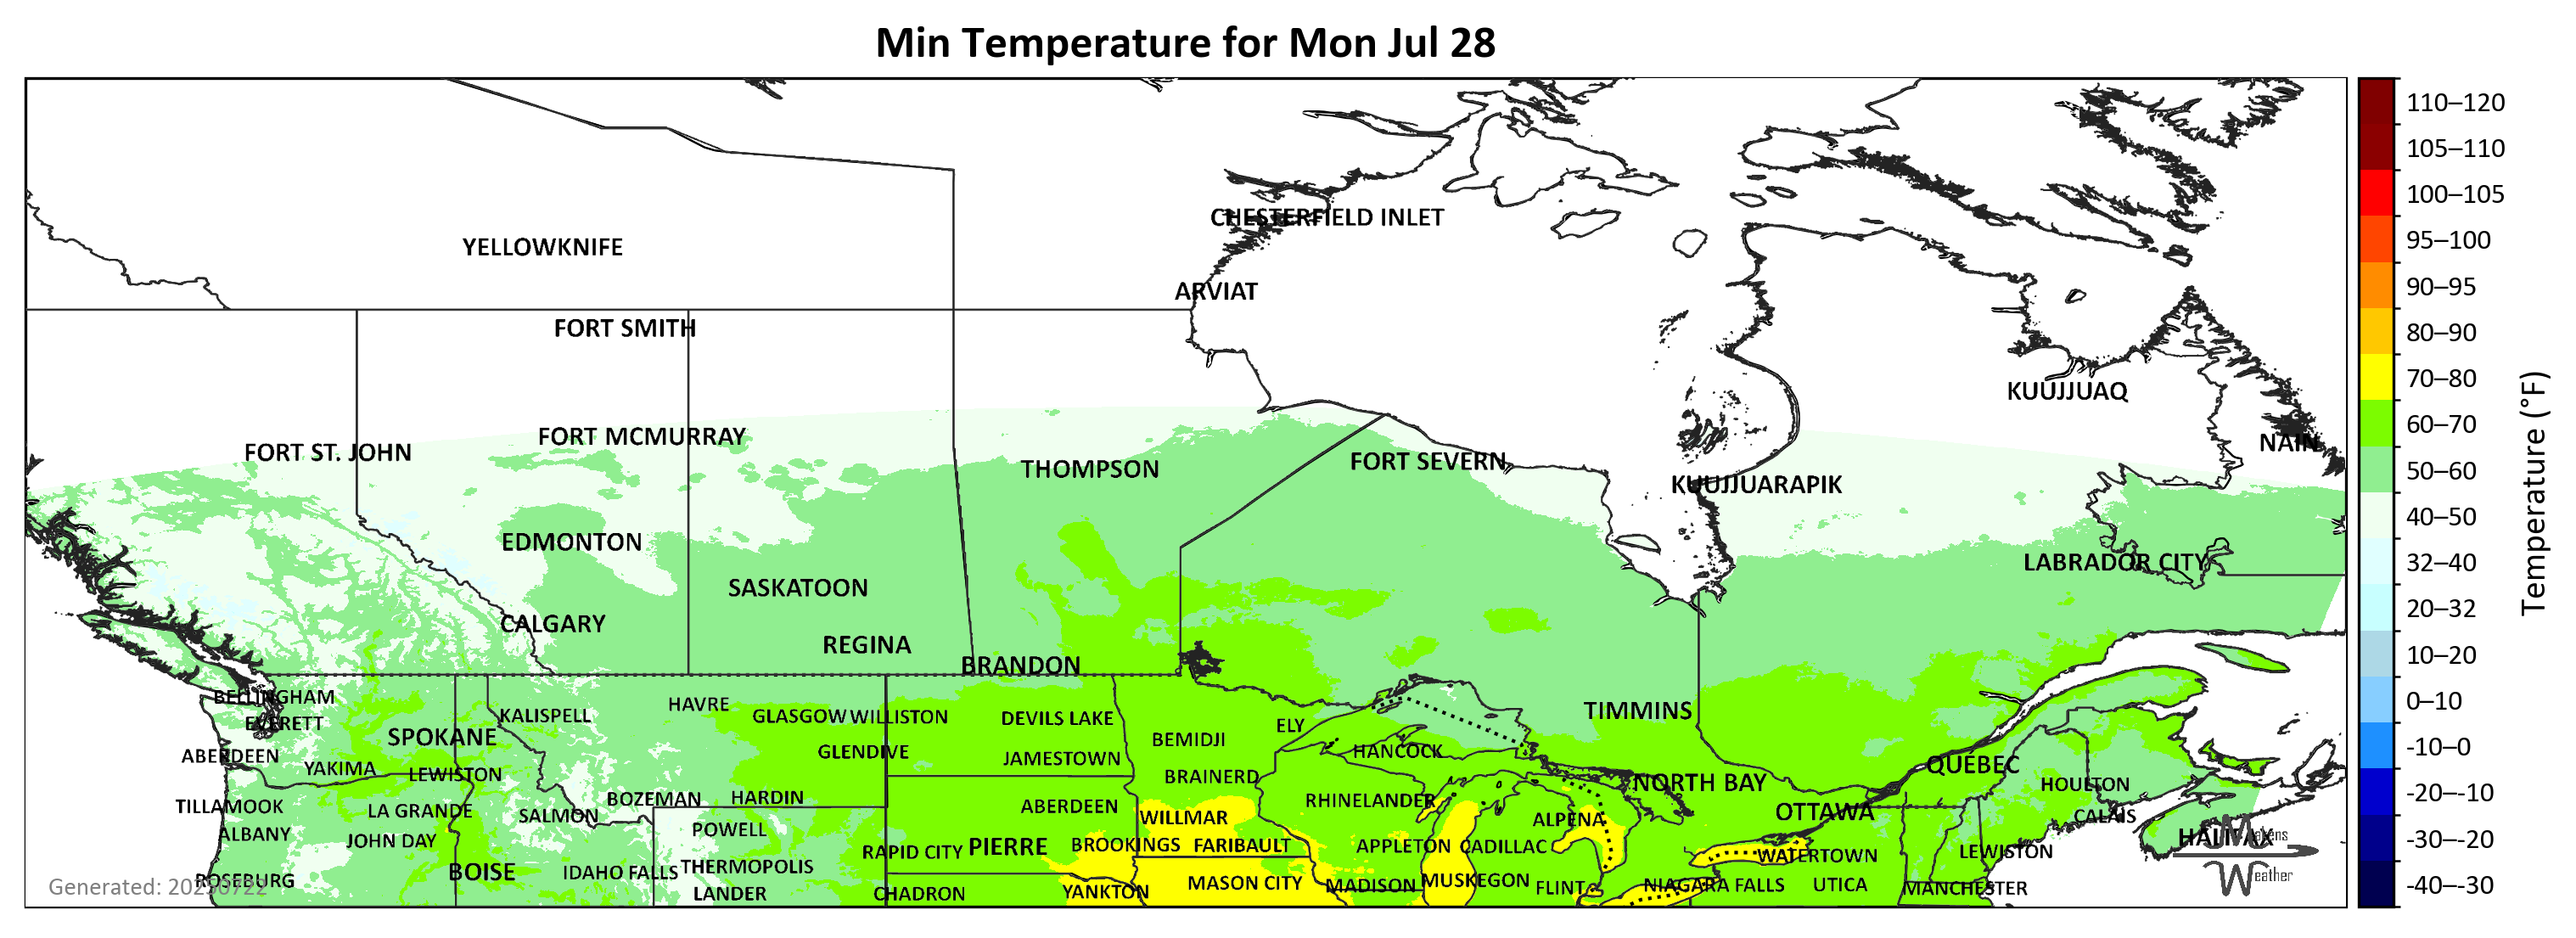 Min Temperature for Mon Jul 28
110–120
105–110
100–105
95–100
90–95
80–90
70–80
60–70
50–60
40–50
32–40
20–32
10–20
0–10
-10–0
-20–-10
-30–-20
-40–-30
Temperature (°F)
CHESTERFIELD INLET
YELLOWKNIFE
ARVIAT
FORT SMITH
KUUJJUAQ
FORT MCMURRAY
NAIN
FORT ST. JOHN
FORT SEVERN
THOMPSON
KUUJJUARAPIK
EDMONTON
LABRADOR CITY
SASKATOON
CALGARY
REGINA
BRANDON
BELLINGHAM
HAVRE
TIMMINS
KALISPELL
GLASGOW
WILLISTON
DEVILS LAKE
EVERETT
ELY
SPOKANE
BEMIDJI
GLENDIVE
HANCOCK
ABERDEEN
JAMESTOWN
QUÉBEC
YAKIMA
LEWISTON
BRAINERD
NORTH BAY
HOULTON
BOZEMAN
HARDIN
RHINELANDER
TILLAMOOK
LA GRANDE
ABERDEEN
OTTAWA
SALMON
CALAIS
WILLMAR
ALPENA
ALBANY
POWELL
HALIFAX
JOHN DAY
PIERRE
BROOKINGS
FARIBAULT
APPLETON
CADILLAC
RAPID CITY
WATERTOWN
LEWISTON
THERMOPOLIS
BOISE
IDAHO FALLS
ROSEBURG
MUSKEGON
MASON CITY
MADISON
NIAGARA FALLS
UTICA
FLINT
MANCHESTER
LANDER
CHADRON
YANKTON
Generated: 20250722
Makens
Weather